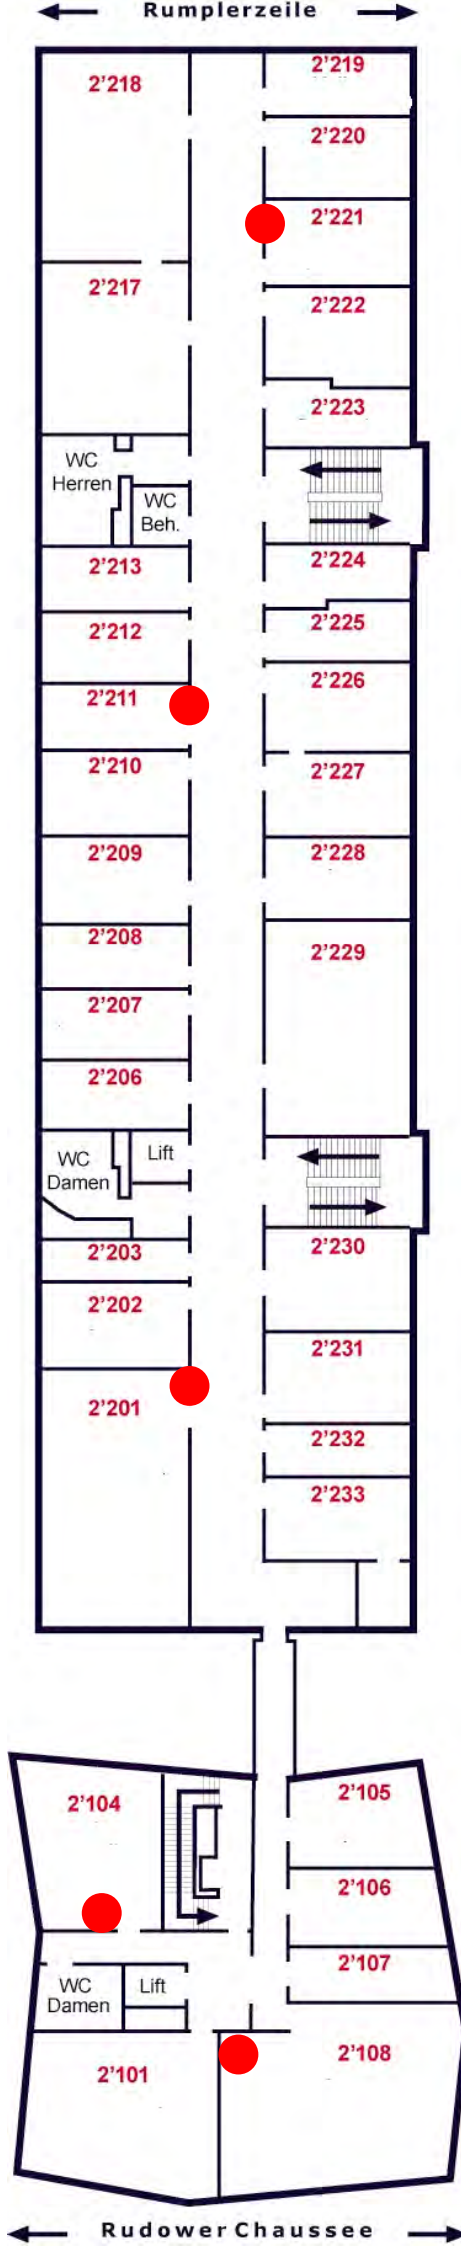 Rumplerzeile
2’219
2’218
2’220
2’221
2’217
2’222
2’223
WC
Herren
WC
Beh.
2’213
2’224
2’212
2’225
2’211
2’226
2’210
2’227
2’209
2’228
2’208
2’229
2’207
2’206
WC
Damen
Lift
2’203
2’230
2’202
2’231
2’201
2’232
2’233
2’104
2’105
2’106
2’107
WC
Damen
Lift
2’101
2’108
Rudower Chaussee